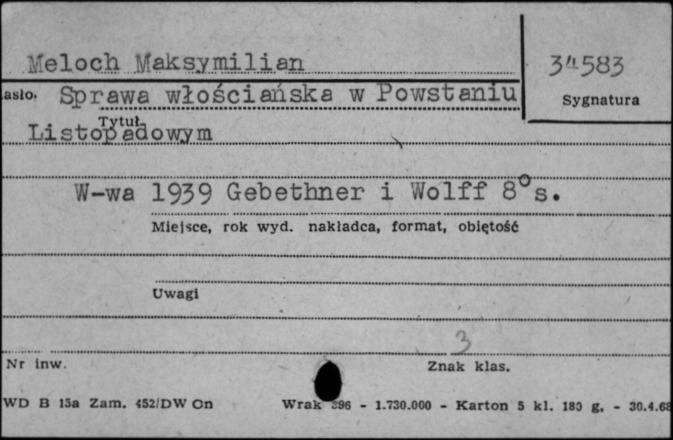 Meloch Maksymilian
34583
asło. Sprawa włościańska w Powstaniu
Sygnatura
Tytuł
Listopadowym
W-wa 1939 Gebethner i Wolff 8° s.
Miejsce, rok wyd. nakładca, format, objętość
Uwagi
3
Nr inw.
Znak klas.
WD B 15a Zam. 452/DW On Wrak 396 - 1.730.000 - Karton 5 kl. 180 g. - 30.4.68